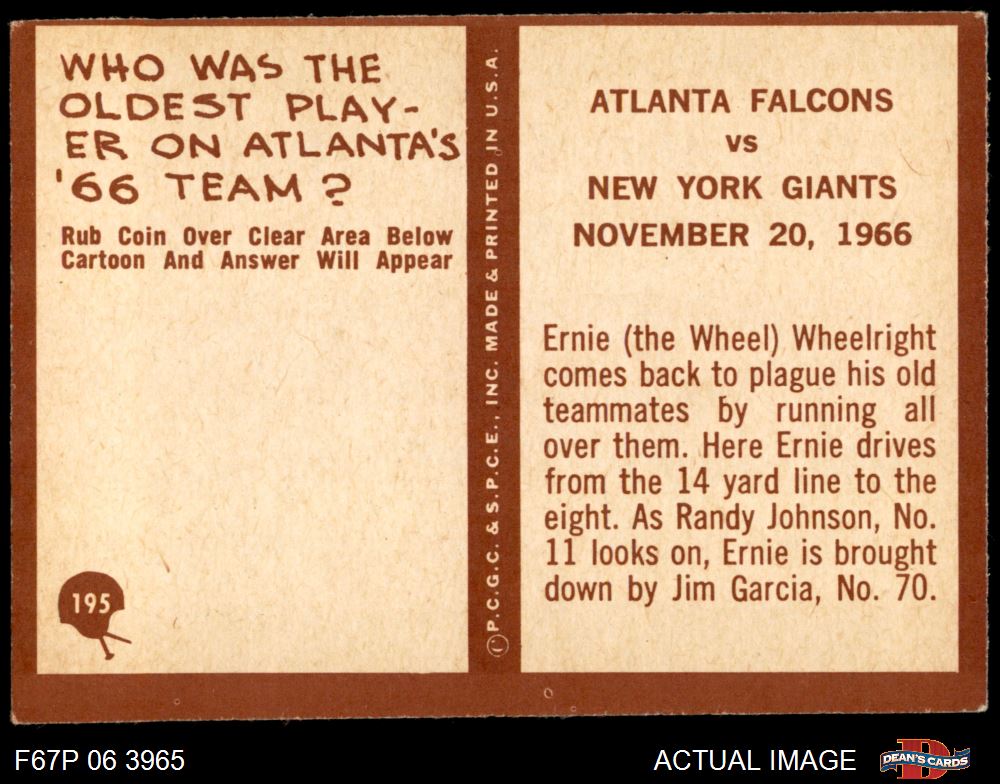 WHO WAS THE
OLDEST PLAY-
ER ON ATLANTA'S
'66 TEAM?
Rub Coin Over Clear Area Below
Cartoon And Answer Will Appear
195
© P.C.G.C. & S.P.C.E., INC. MADE & PRINTED IN U.S.A.
ATLANTA FALCONS
VS
NEW YORK GIANTS
NOVEMBER 20, 1966
Ernie (the Wheel) Wheelright
comes back to plague his old
teammates by running all
over them. Here Ernie drives
from the 14 yard line to the
eight. As Randy Johnson, No.
11 looks on, Ernie is brought
down by Jim Garcia, No. 70.
F67P 06 3965
ACTUAL IMAGE
DEAN'S CARDS